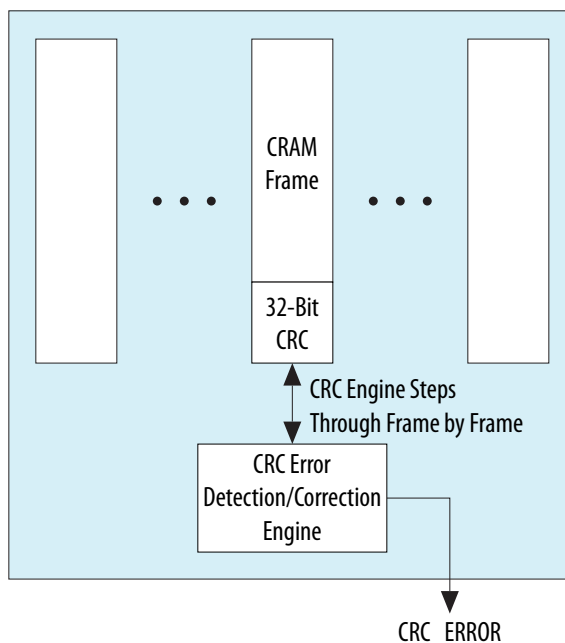 CRAM
Frame
• • •
• • •
32-Bit
CRC
CRC Engine Steps
Through Frame by Frame
CRC Error
Detection/Correction
Engine
CRC_ERROR